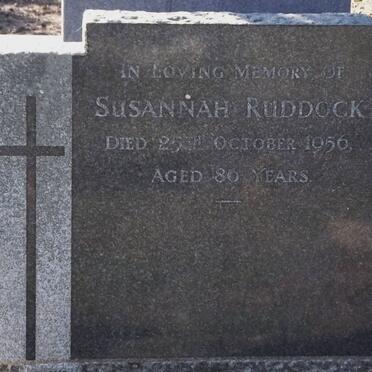 IN LOVING MEMORY OF
SUSANNAH RUDDOCK
DIED 25TH OCTOBER 1956,
AGED 80 YEARS.